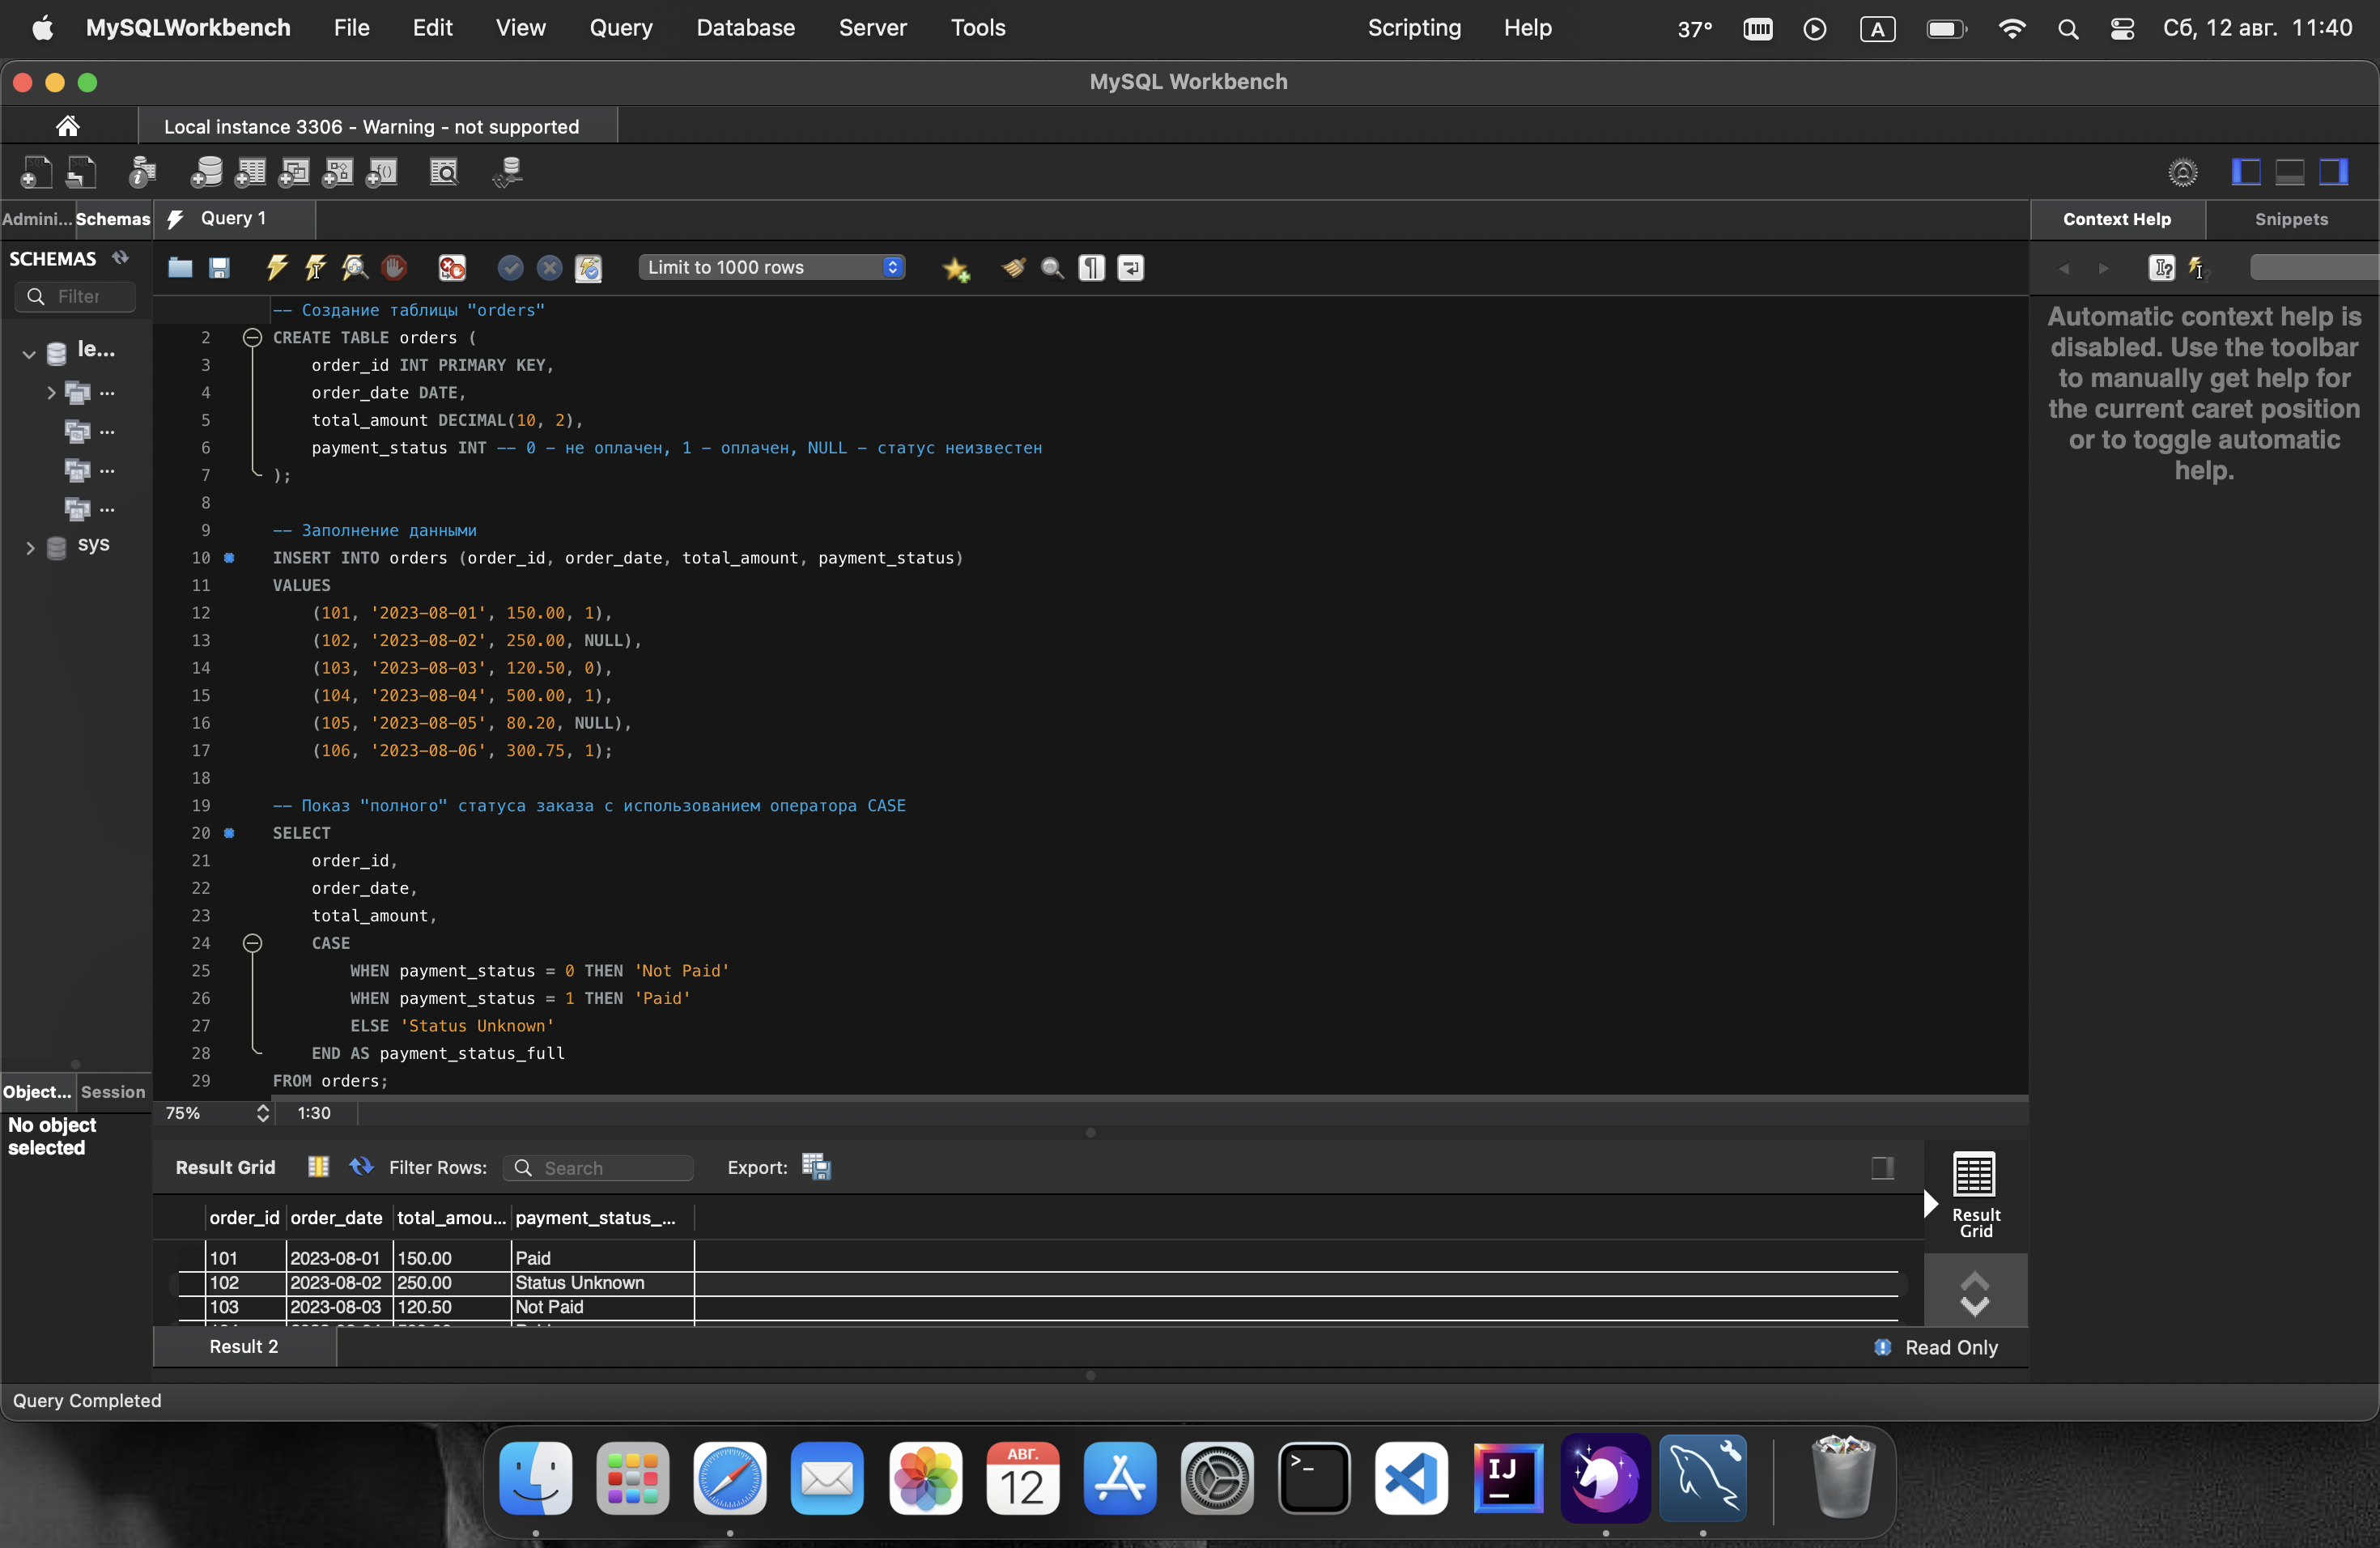 MySQLWorkbench File Edit View Query Database Server Tools Scripting Help 37° A Сб, 12 авг. 11:40
MySQL Workbench
Local instance 3306 - Warning - not supported
Admini... Schemas Query 1 Context Help Snippets
SCHEMAS Limit to 1000 rows
Filter
Automatic context help is
disabled. Use the toolbar
to manually get help for
the current caret position
or to toggle automatic
help.
le...
...
...
...
...
sys
-- Создание таблицы "orders"
2 CREATE TABLE orders (
3 order_id INT PRIMARY KEY,
4 order_date DATE,
5 total_amount DECIMAL(10, 2),
6 payment_status INT -- 0 - не оплачен, 1 - оплачен, NULL - статус неизвестен
7 );
8
9 -- Заполнение данными
10 INSERT INTO orders (order_id, order_date, total_amount, payment_status)
11 VALUES
12 (101, '2023-08-01', 150.00, 1),
13 (102, '2023-08-02', 250.00, NULL),
14 (103, '2023-08-03', 120.50, 0),
15 (104, '2023-08-04', 500.00, 1),
16 (105, '2023-08-05', 80.20, NULL),
17 (106, '2023-08-06', 300.75, 1);
18
19 -- Показ "полного" статуса заказа с использованием оператора CASE
20 SELECT
21 order_id,
22 order_date,
23 total_amount,
24 CASE
25 WHEN payment_status = 0 THEN 'Not Paid'
26 WHEN payment_status = 1 THEN 'Paid'
27 ELSE 'Status Unknown'
28 END AS payment_status_full
29 FROM orders;
Object... Session
No object
selected
75% 1:30
Result Grid Filter Rows: Search Export:
Result
Grid
order_id order_date total_amou... payment_status_...
101 2023-08-01 150.00 Paid
102 2023-08-02 250.00 Status Unknown
103 2023-08-03 120.50 Not Paid
Result 2 Read Only
Query Completed
АВГ.
12
>_
IJ